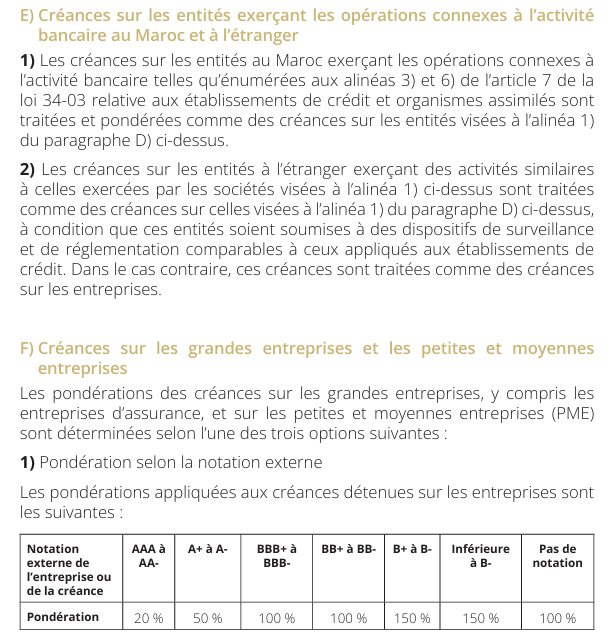 E) Créances sur les entités exerçant les opérations connexes à l’activité
bancaire au Maroc et à l’étranger
1) Les créances sur les entités au Maroc exerçant les opérations connexes à
l’activité bancaire telles qu’énumérées aux alinéas 3) et 6) de l’article 7 de la
loi 34-03 relative aux établissements de crédit et organismes assimilés sont
traitées et pondérées comme des créances sur les entités visées à l’alinéa 1)
du paragraphe D) ci-dessus.
2) Les créances sur les entités à l’étranger exerçant des activités similaires
à celles exercées par les sociétés visées à l’alinéa 1) ci-dessus sont traitées
comme des créances sur celles visées à l’alinéa 1) du paragraphe D) ci-dessus,
à condition que ces entités soient soumises à des dispositifs de surveillance
et de réglementation comparables à ceux appliqués aux établissements de
crédit. Dans le cas contraire, ces créances sont traitées comme des créances
sur les entreprises.
F) Créances sur les grandes entreprises et les petites et moyennes
entreprises
Les pondérations des créances sur les grandes entreprises, y compris les
entreprises d’assurance, et sur les petites et moyennes entreprises (PME)
sont déterminées selon l’une des trois options suivantes :
1) Pondération selon la notation externe
Les pondérations appliquées aux créances détenues sur les entreprises sont
les suivantes :
Notation externe de l’entreprise ou de la créance AAA à AA- A+ à A- BBB+ à BBB- BB+ à BB- B+ à B- Inférieure à B- Pas de notation
Pondération 20 % 50 % 100 % 100 % 150 % 150 % 100 %